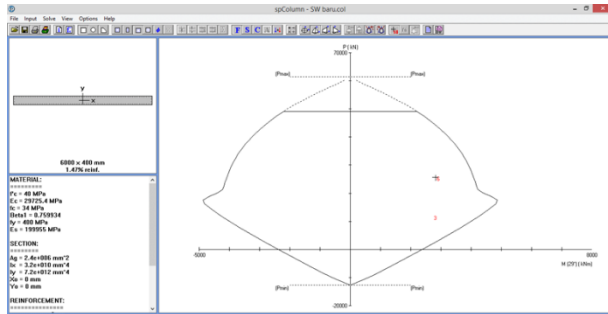 spColumn - SW baru.col
File Input Solve View Options Help
P (kN)
70000
(Pmax) (Pmax)
y
x
6000 x 400 mm
1.47% reinf.
MATERIAL:
=========
f'c = 40 MPa
Ec = 29725.4 MPa
fc = 34 MPa
Beta1 = 0.759934
fy = 400 MPa
Es = 199955 MPa
SECTION:
========
Ag = 2.4e+006 mm^2
Ix = 3.2e+010 mm^4
Iy = 7.2e+012 mm^4
Xo = 0 mm
Yo = 0 mm
REINFORCEMENT:
3
-5000 8000
(Pmin) (Pmin)
-20000